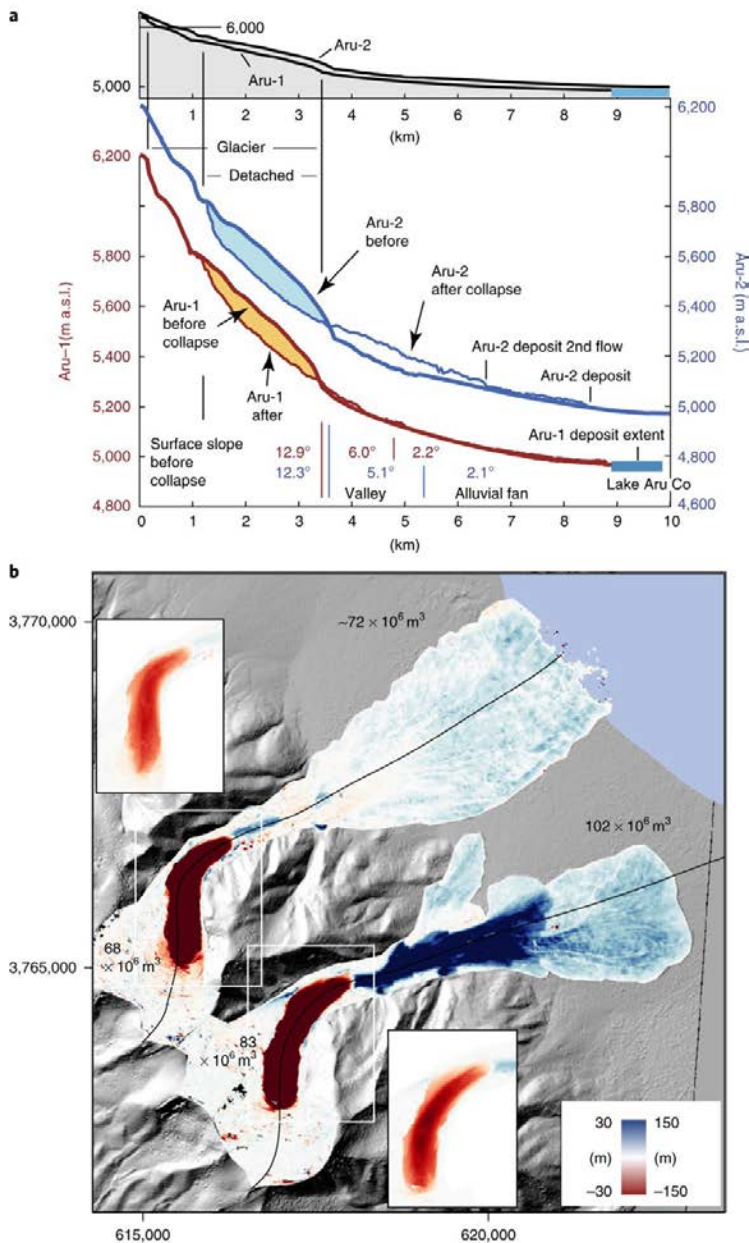 a
6,000
Aru-2
Aru-1
5,000
1 2 3 4 5 6 7 8 9
(km)
6,200
6,200
Glacier
6,000
6,000
Detached
Aru-2
before
5,800
5,800
Aru-2
after collapse
Aru-1
before
collapse
5,600
5,600
Aru–1(m a.s.l.)
Aru-2 (m a.s.l.)
5,400
5,400
Aru-2 deposit 2nd flow
Aru-2 deposit
Aru-1
after
5,200
5,200
Aru-1 deposit extent
Surface slope
before
collapse
12.9° 6.0° 2.2°
12.3° 5.1° 2.1°
5,000
5,000
4,800
4,800
4,600
Lake Aru Co
Valley Alluvial fan
0 1 2 3 4 5 6 7 8 9 10
(km)
b
3,770,000
~72 × 10⁶ m³
102 × 10⁶ m³
3,765,000
68
× 10⁶ m³
83
× 10⁶ m³
30 150
(m) (m)
−30 −150
615,000 620,000